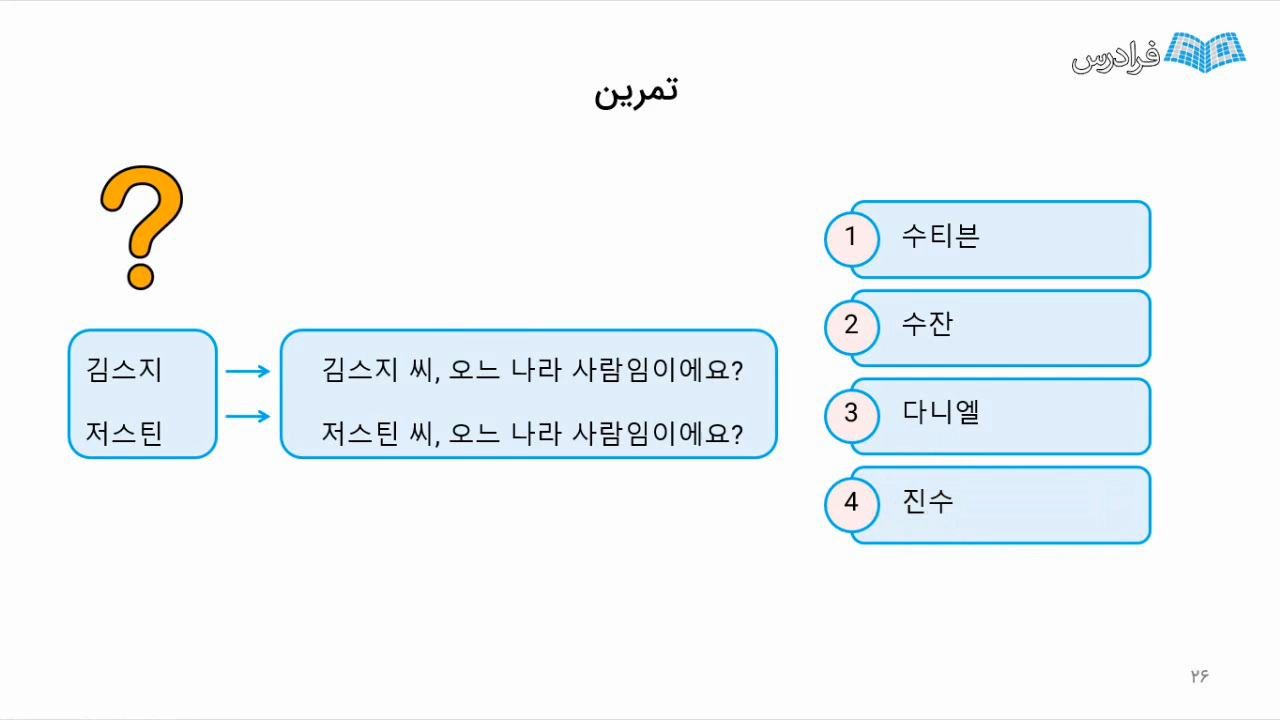 فرادرس
تمرین
?
김스지
저스틴
김스지 씨, 오느 나라 사람임이에요?
저스틴 씨, 오느 나라 사람임이에요?
1 수티븐
2 수잔
3 다니엘
4 진수
۲۶